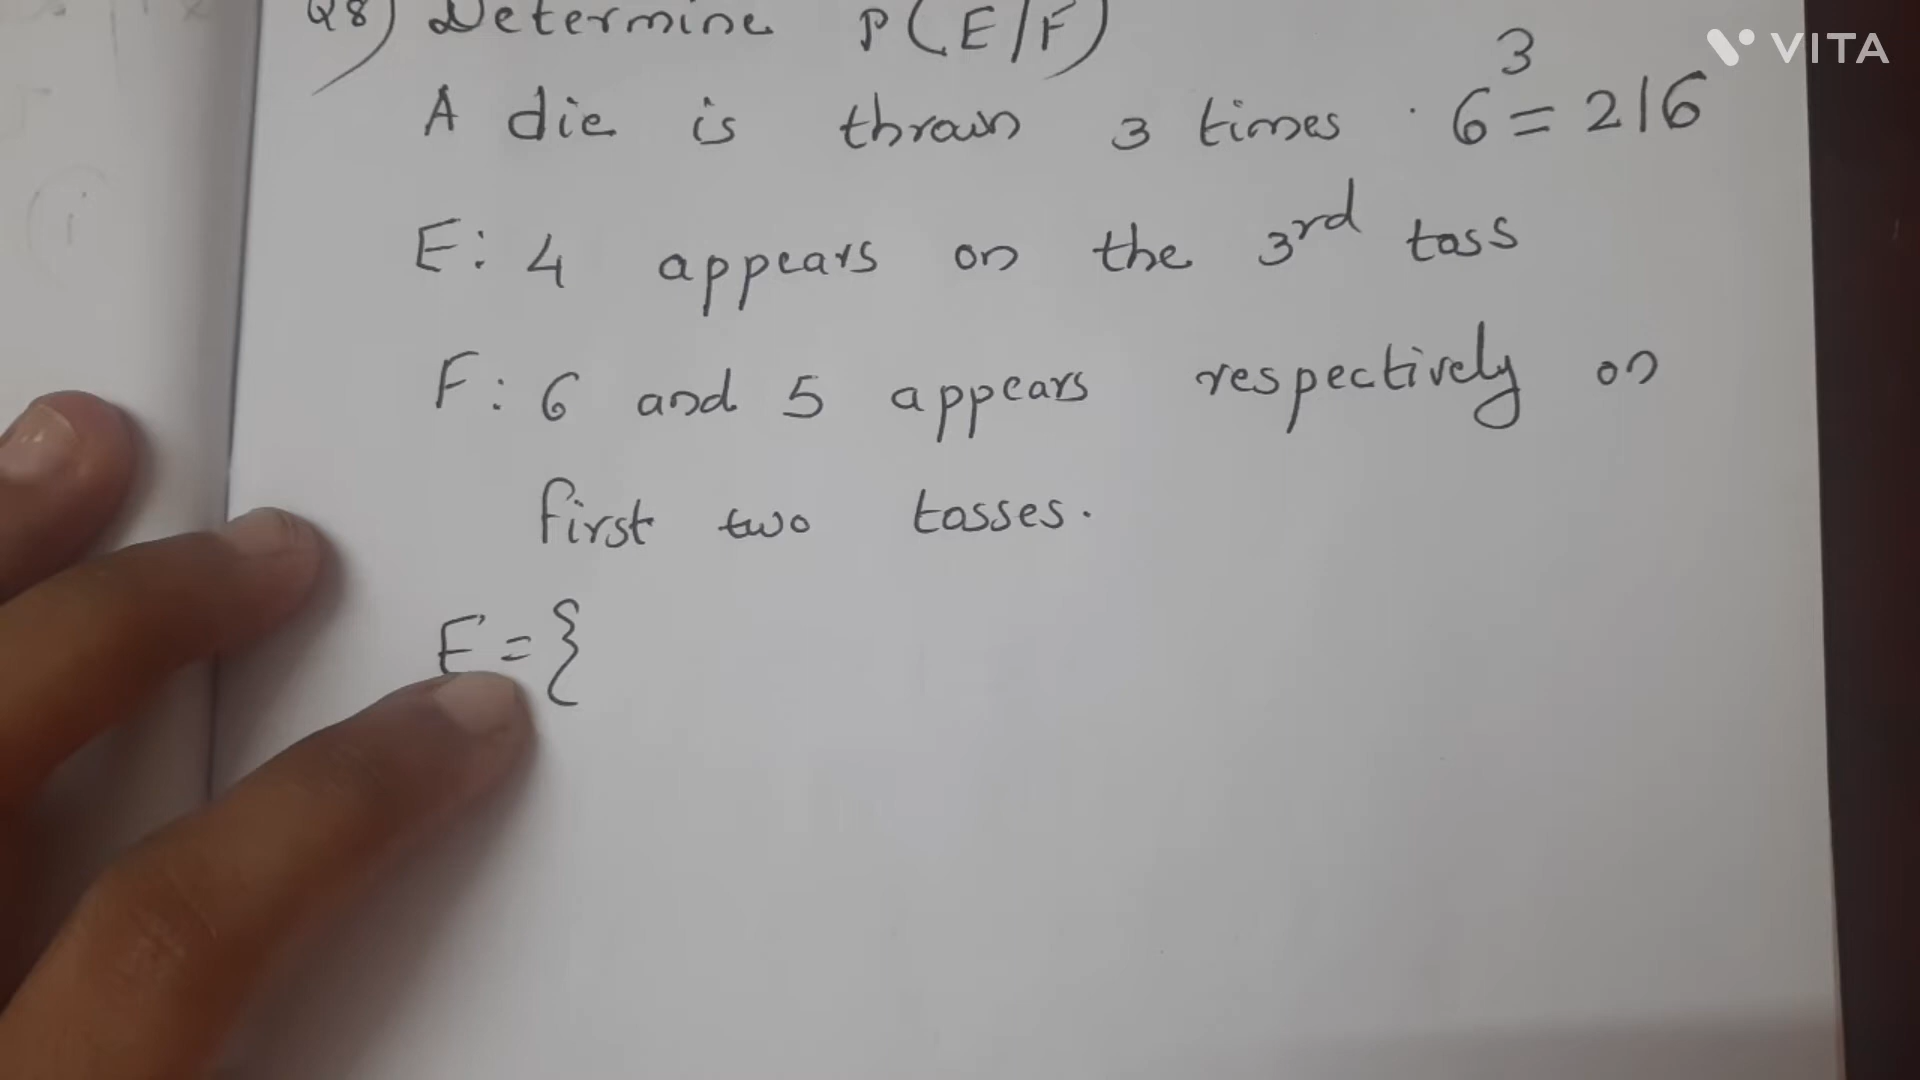 Q8) Determine P(E/F)
VITA
A die is thrown 3 times . 6³ = 216
E: 4 appears on the 3rd toss
F: 6 and 5 appears respectively on
first two tosses.
E = {